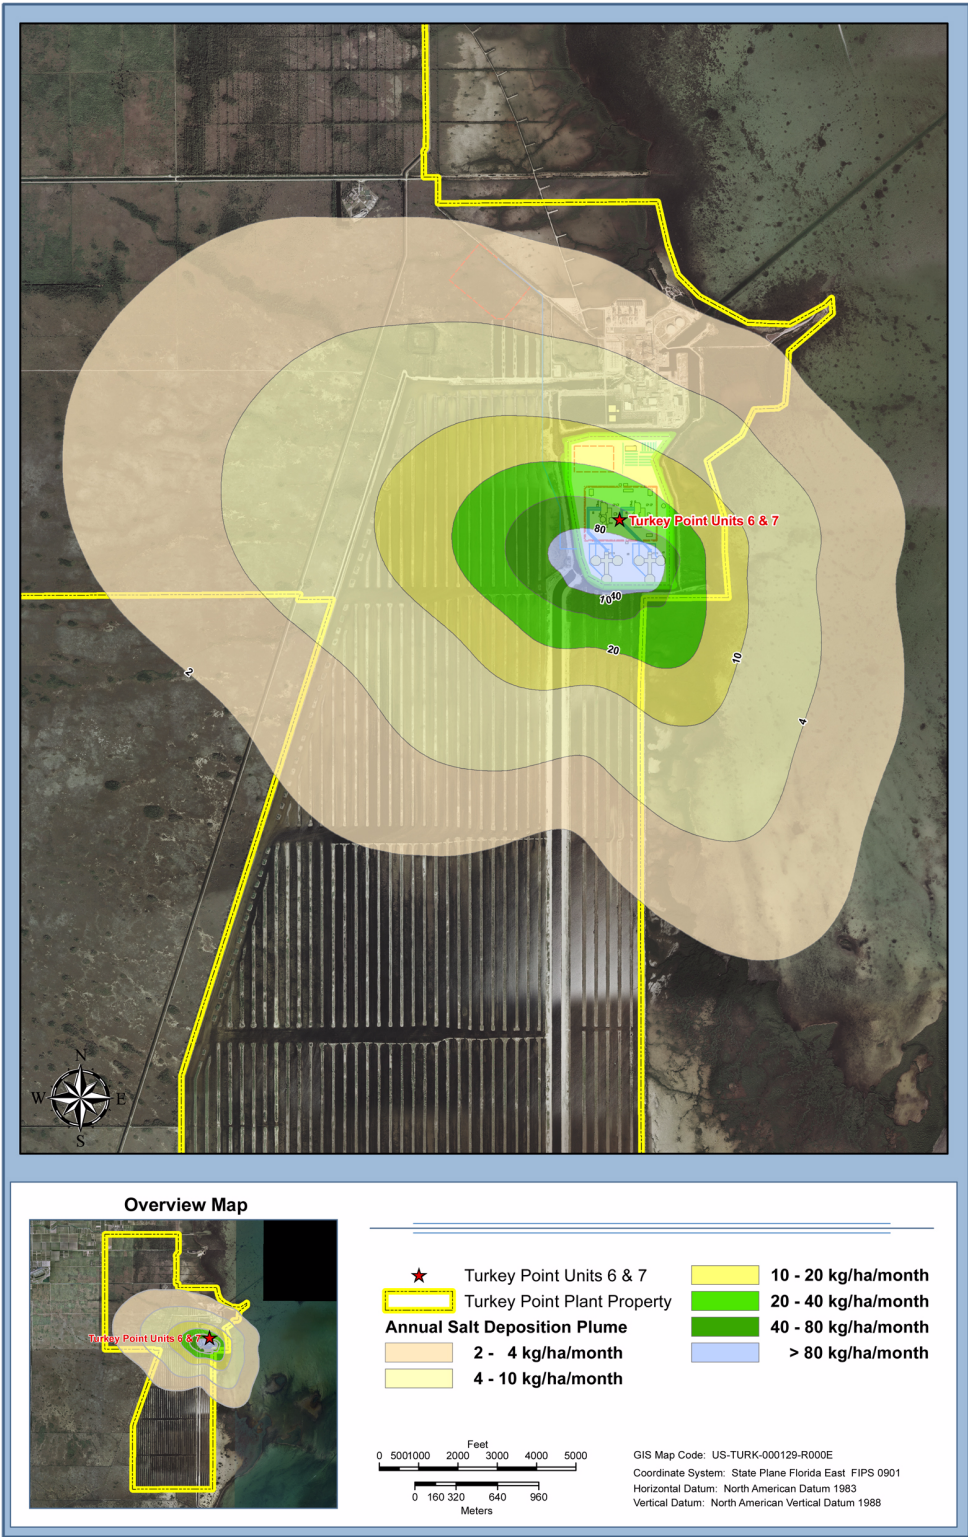 80
Turkey Point Units 6 & 7
70
40
20
10
2
4
N
W
E
S
Overview Map
Turkey Point Units 6 & 7
Turkey Point Units 6 & 7
Turkey Point Plant Property
Annual Salt Deposition Plume
2 - 4 kg/ha/month
4 - 10 kg/ha/month
10 - 20 kg/ha/month
20 - 40 kg/ha/month
40 - 80 kg/ha/month
> 80 kg/ha/month
Feet
0 500 1000 2000 3000 4000 5000
0 160 320 640 960
Meters
GIS Map Code: US-TURK-000129-R000E
Coordinate System: State Plane Florida East FIPS 0901
Horizontal Datum: North American Datum 1983
Vertical Datum: North American Vertical Datum 1988